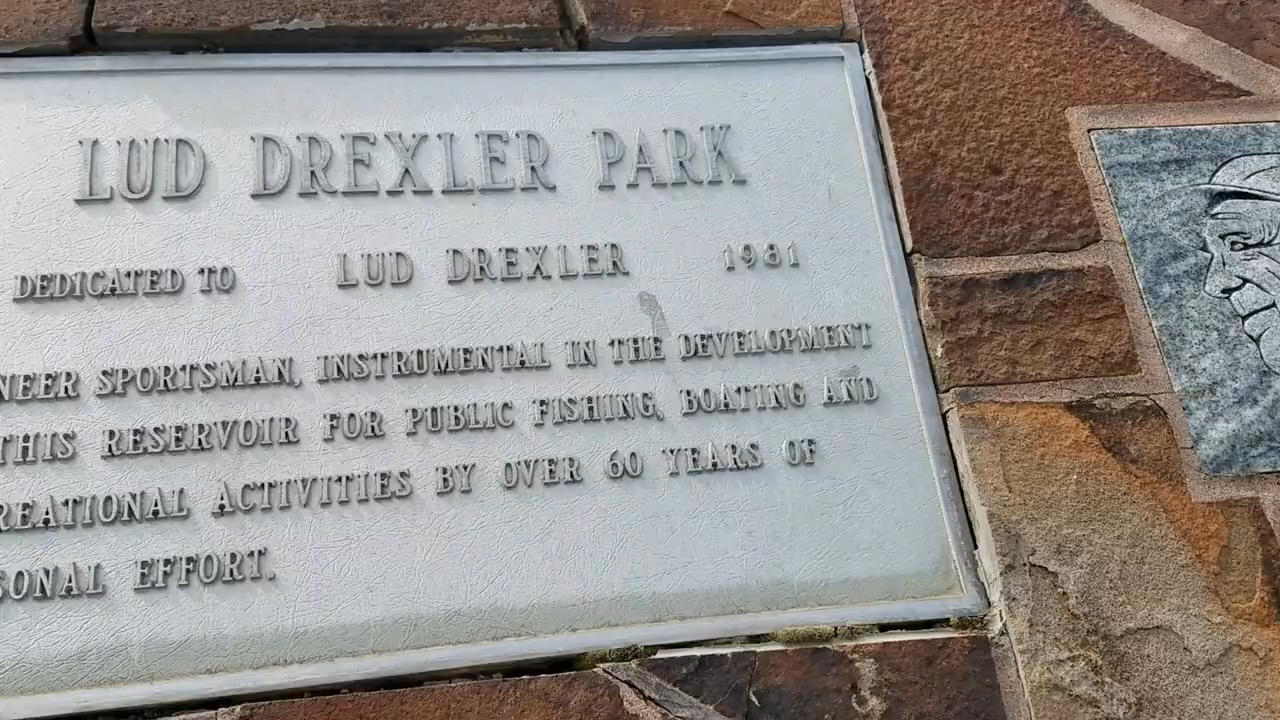 LUD DREXLER PARK
DEDICATED TO LUD DREXLER 1981
NEER SPORTSMAN, INSTRUMENTAL IN THE DEVELOPMENT
THIS RESERVOIR FOR PUBLIC FISHING, BOATING AND
REATIONAL ACTIVITIES BY OVER 60 YEARS OF
SONAL EFFORT.